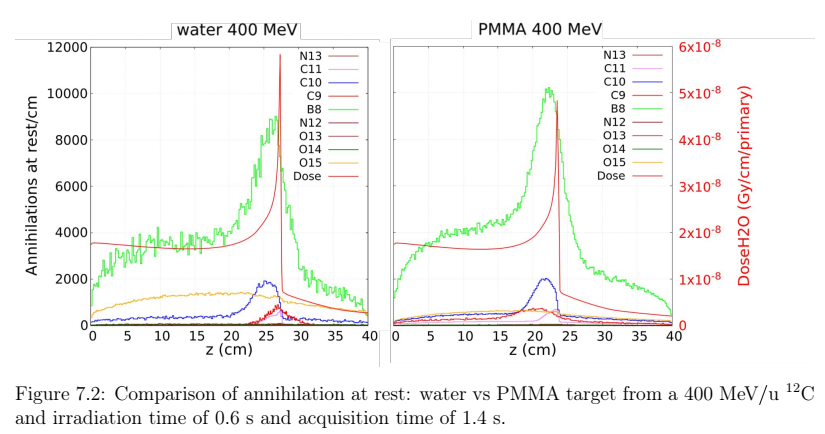 water 400 MeV
PMMA 400 MeV
12000
10000
8000
6000
4000
2000
0
Annihilations at rest/cm
N13
C11
C10
C9
B8
N12
O13
O14
O15
Dose
0 5 10 15 20 25 30 35 40
z (cm)
N13
C11
C10
C9
B8
N12
O13
O14
O15
Dose
0 5 10 15 20 25 30 35 40
z (cm)
6x10⁻⁸
5x10⁻⁸
4x10⁻⁸
3x10⁻⁸
2x10⁻⁸
1x10⁻⁸
0
DoseH2O (Gy/cm/primary)
Figure 7.2: Comparison of annihilation at rest: water vs PMMA target from a 400 MeV/u ¹²C
and irradiation time of 0.6 s and acquisition time of 1.4 s.